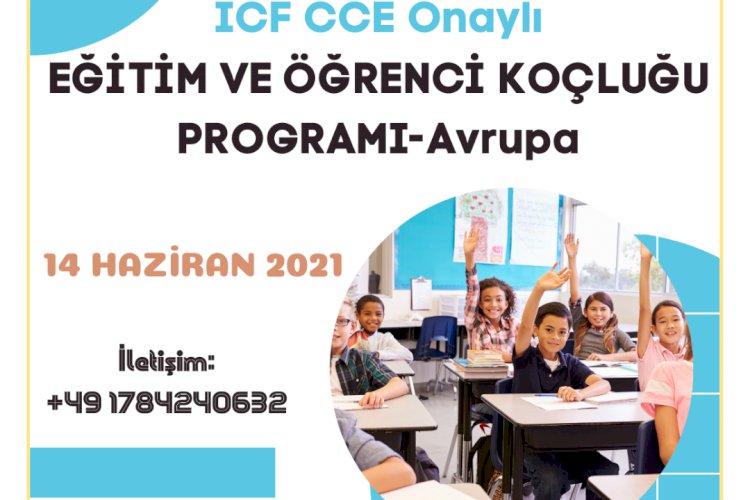 ICF CCE Onaylı
EĞİTİM VE ÖĞRENCİ KOÇLUĞU
PROGRAMI-Avrupa
14 HAZİRAN 2021
İletişim:
+49 1784240632